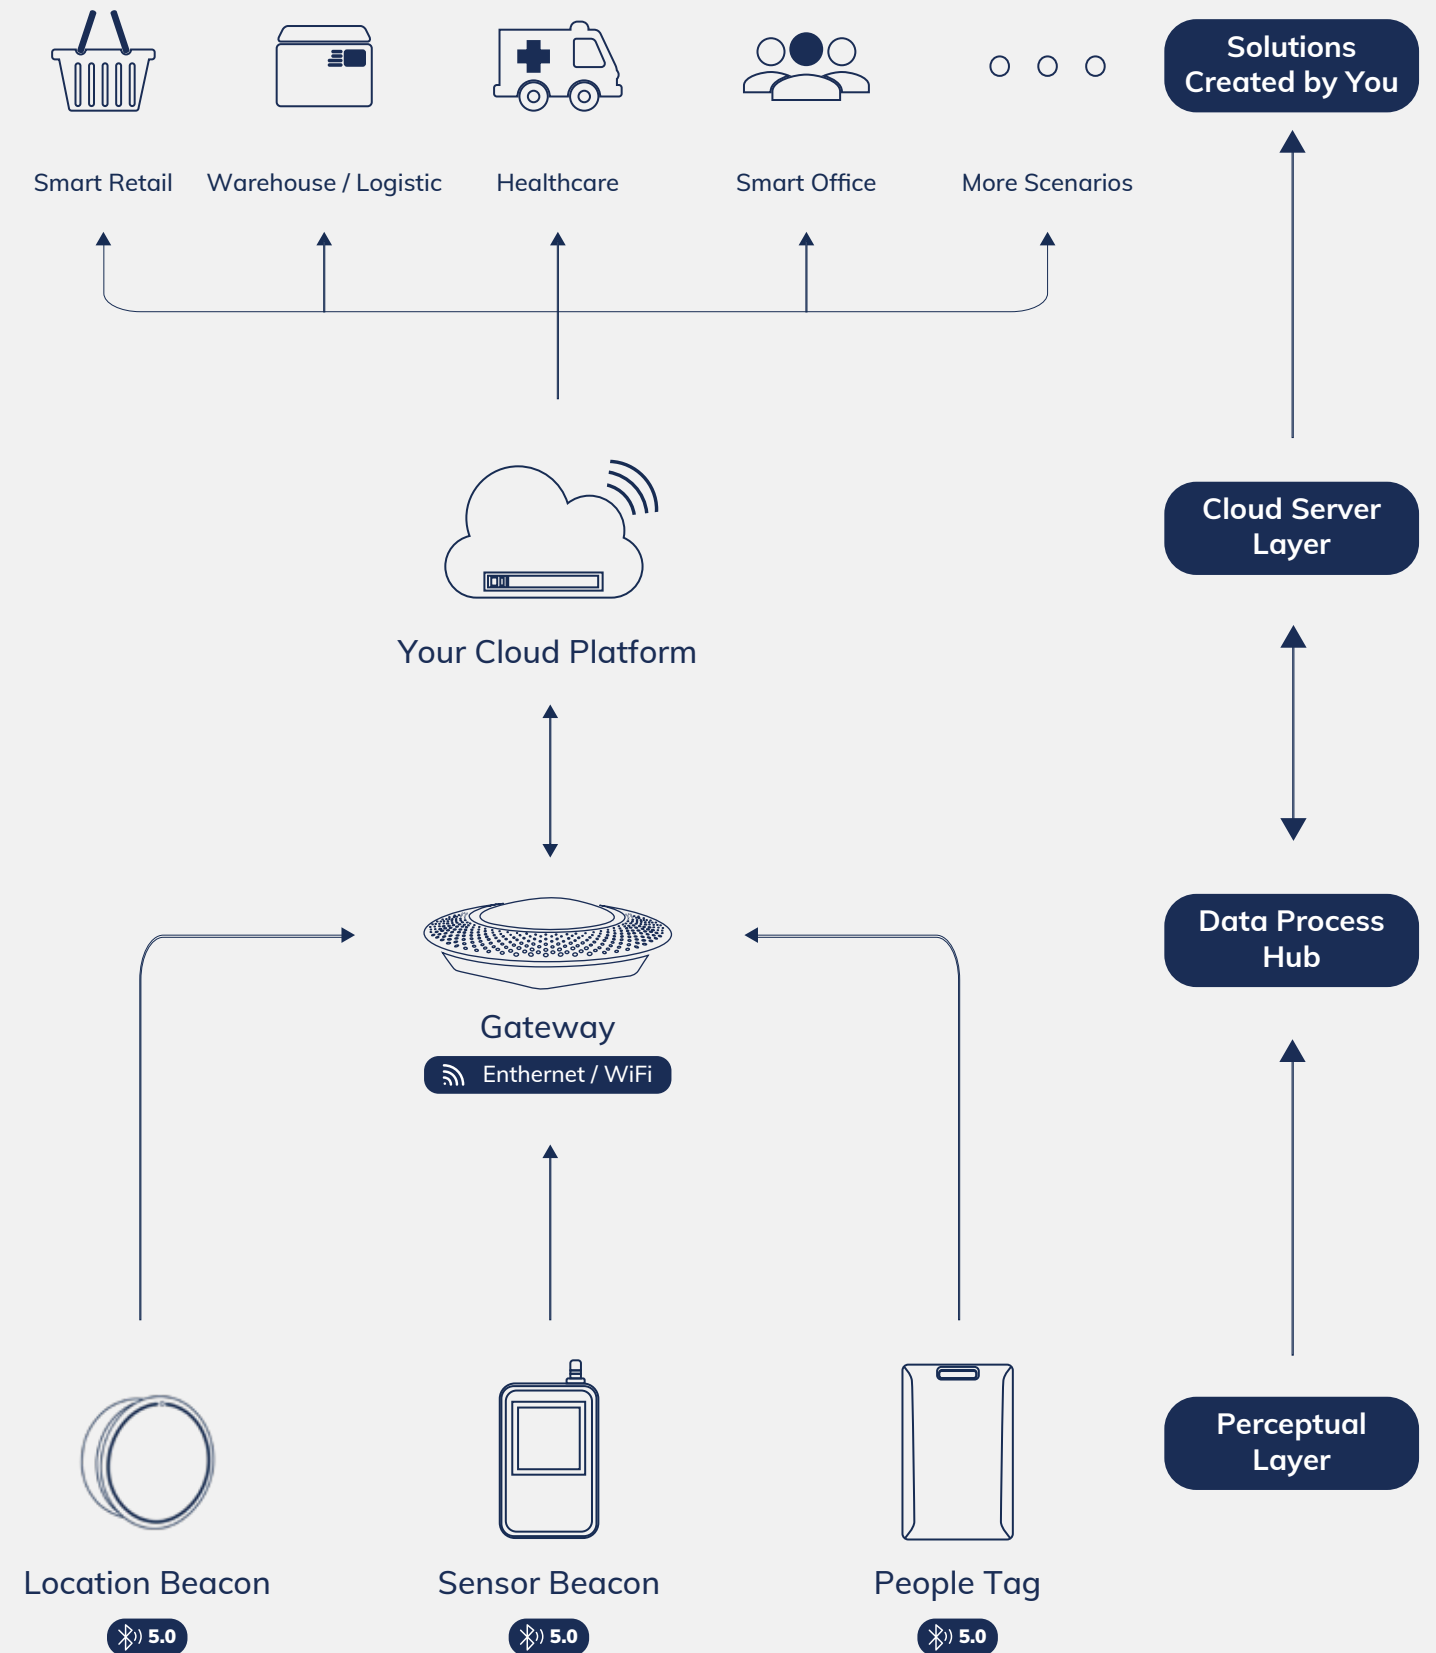 Solutions
Created by You
Smart Retail
Warehouse / Logistic
Healthcare
Smart Office
More Scenarios
Cloud Server
Layer
Your Cloud Platform
Data Process
Hub
Gateway
Enthernet / WiFi
Perceptual
Layer
Location Beacon
Sensor Beacon
People Tag
5.0
5.0
5.0